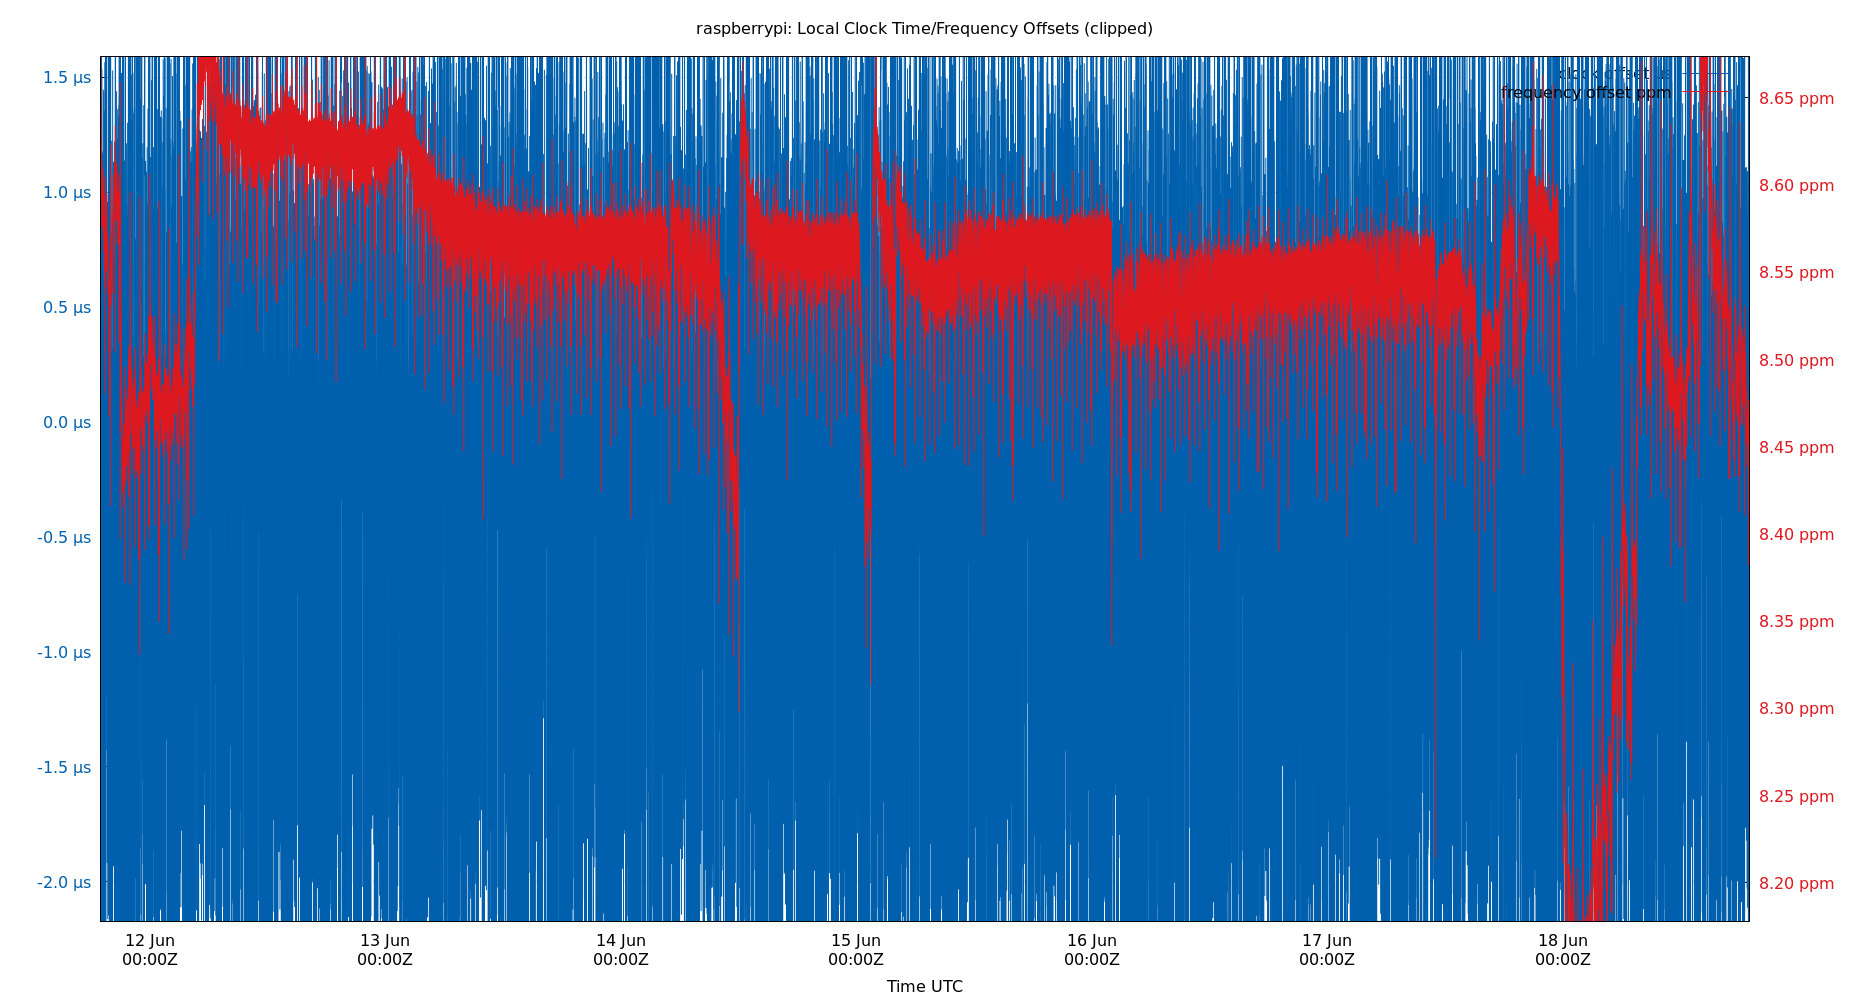 raspberrypi: Local Clock Time/Frequency Offsets (clipped)
clock offset µs
frequency offset ppm
1.5 µs
1.0 µs
0.5 µs
0.0 µs
-0.5 µs
-1.0 µs
-1.5 µs
-2.0 µs
8.65 ppm
8.60 ppm
8.55 ppm
8.50 ppm
8.45 ppm
8.40 ppm
8.35 ppm
8.30 ppm
8.25 ppm
8.20 ppm
12 Jun 13 Jun 14 Jun 15 Jun 16 Jun 17 Jun 18 Jun
00:00Z 00:00Z 00:00Z 00:00Z 00:00Z 00:00Z 00:00Z
Time UTC